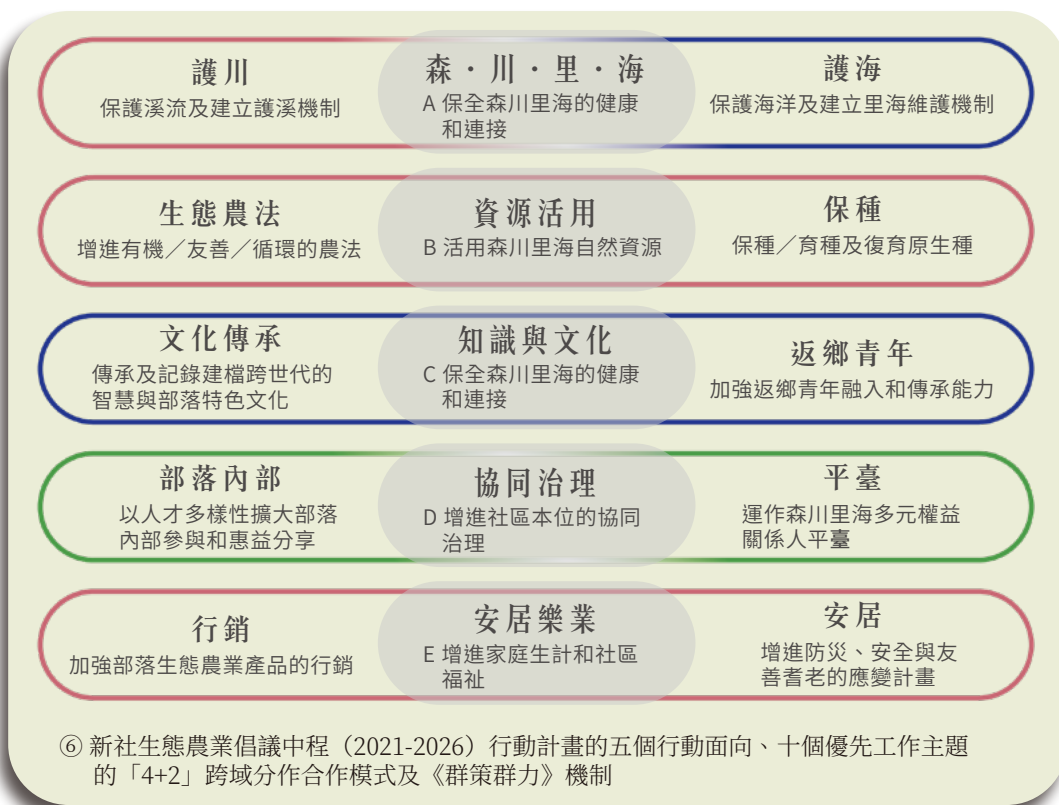 護川
保護溪流及建立護溪機制
森・川・里・海
A 保全森川里海的健康
和連接
護海
保護海洋及建立里海維護機制
生態農法
增進有機／友善／循環的農法
資源活用
B 活用森川里海自然資源
保種
保種／育種及復育原生種
文化傳承
傳承及記錄建檔跨世代的
智慧與部落特色文化
知識與文化
C 保全森川里海的健康
和連接
返鄉青年
加強返鄉青年融入和傳承能力
部落內部
以人才多樣性擴大部落
內部參與和惠益分享
協同治理
D 增進社區本位的協同
治理
平臺
運作森川里海多元權益
關係人平臺
行銷
加強部落生態農業產品的行銷
安居樂業
E 增進家庭生計和社區
福祉
安居
增進防災、安全與友
善耆老的應變計畫
⑥ 新社生態農業倡議中程（2021-2026）行動計畫的五個行動面向、十個優先工作主題
的「4+2」跨域分作合作模式及《群策群力》機制